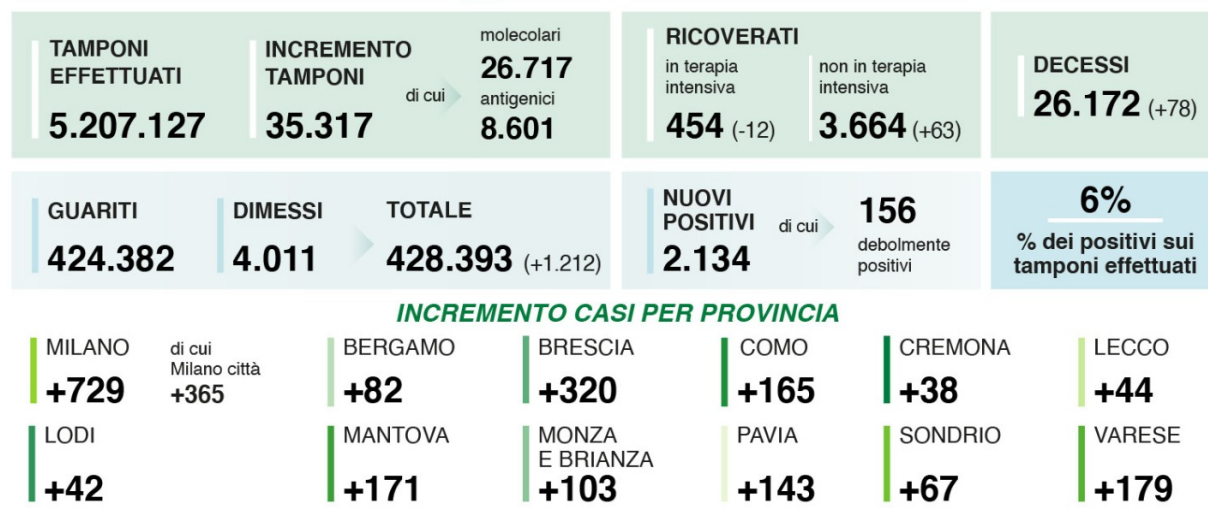 TAMPONI
EFFETTUATI
5.207.127
INCREMENTO
TAMPONI
35.317
di cui
molecolari
26.717
antigenici
8.601
RICOVERATI
in terapia
intensiva
454 (-12)
non in terapia
intensiva
3.664 (+63)
DECESSI
26.172 (+78)
GUARITI
424.382
DIMESSI
4.011
TOTALE
428.393 (+1.212)
NUOVI
POSITIVI
2.134
di cui
156
debolmente
positivi
6%
% dei positivi sui
tamponi effettuati
INCREMENTO CASI PER PROVINCIA
MILANO
+729
di cui
Milano città
+365
BERGAMO
+82
BRESCIA
+320
COMO
+165
CREMONA
+38
LECCO
+44
LODI
+42
MANTOVA
+171
MONZA
E BRIANZA
+103
PAVIA
+143
SONDRIO
+67
VARESE
+179